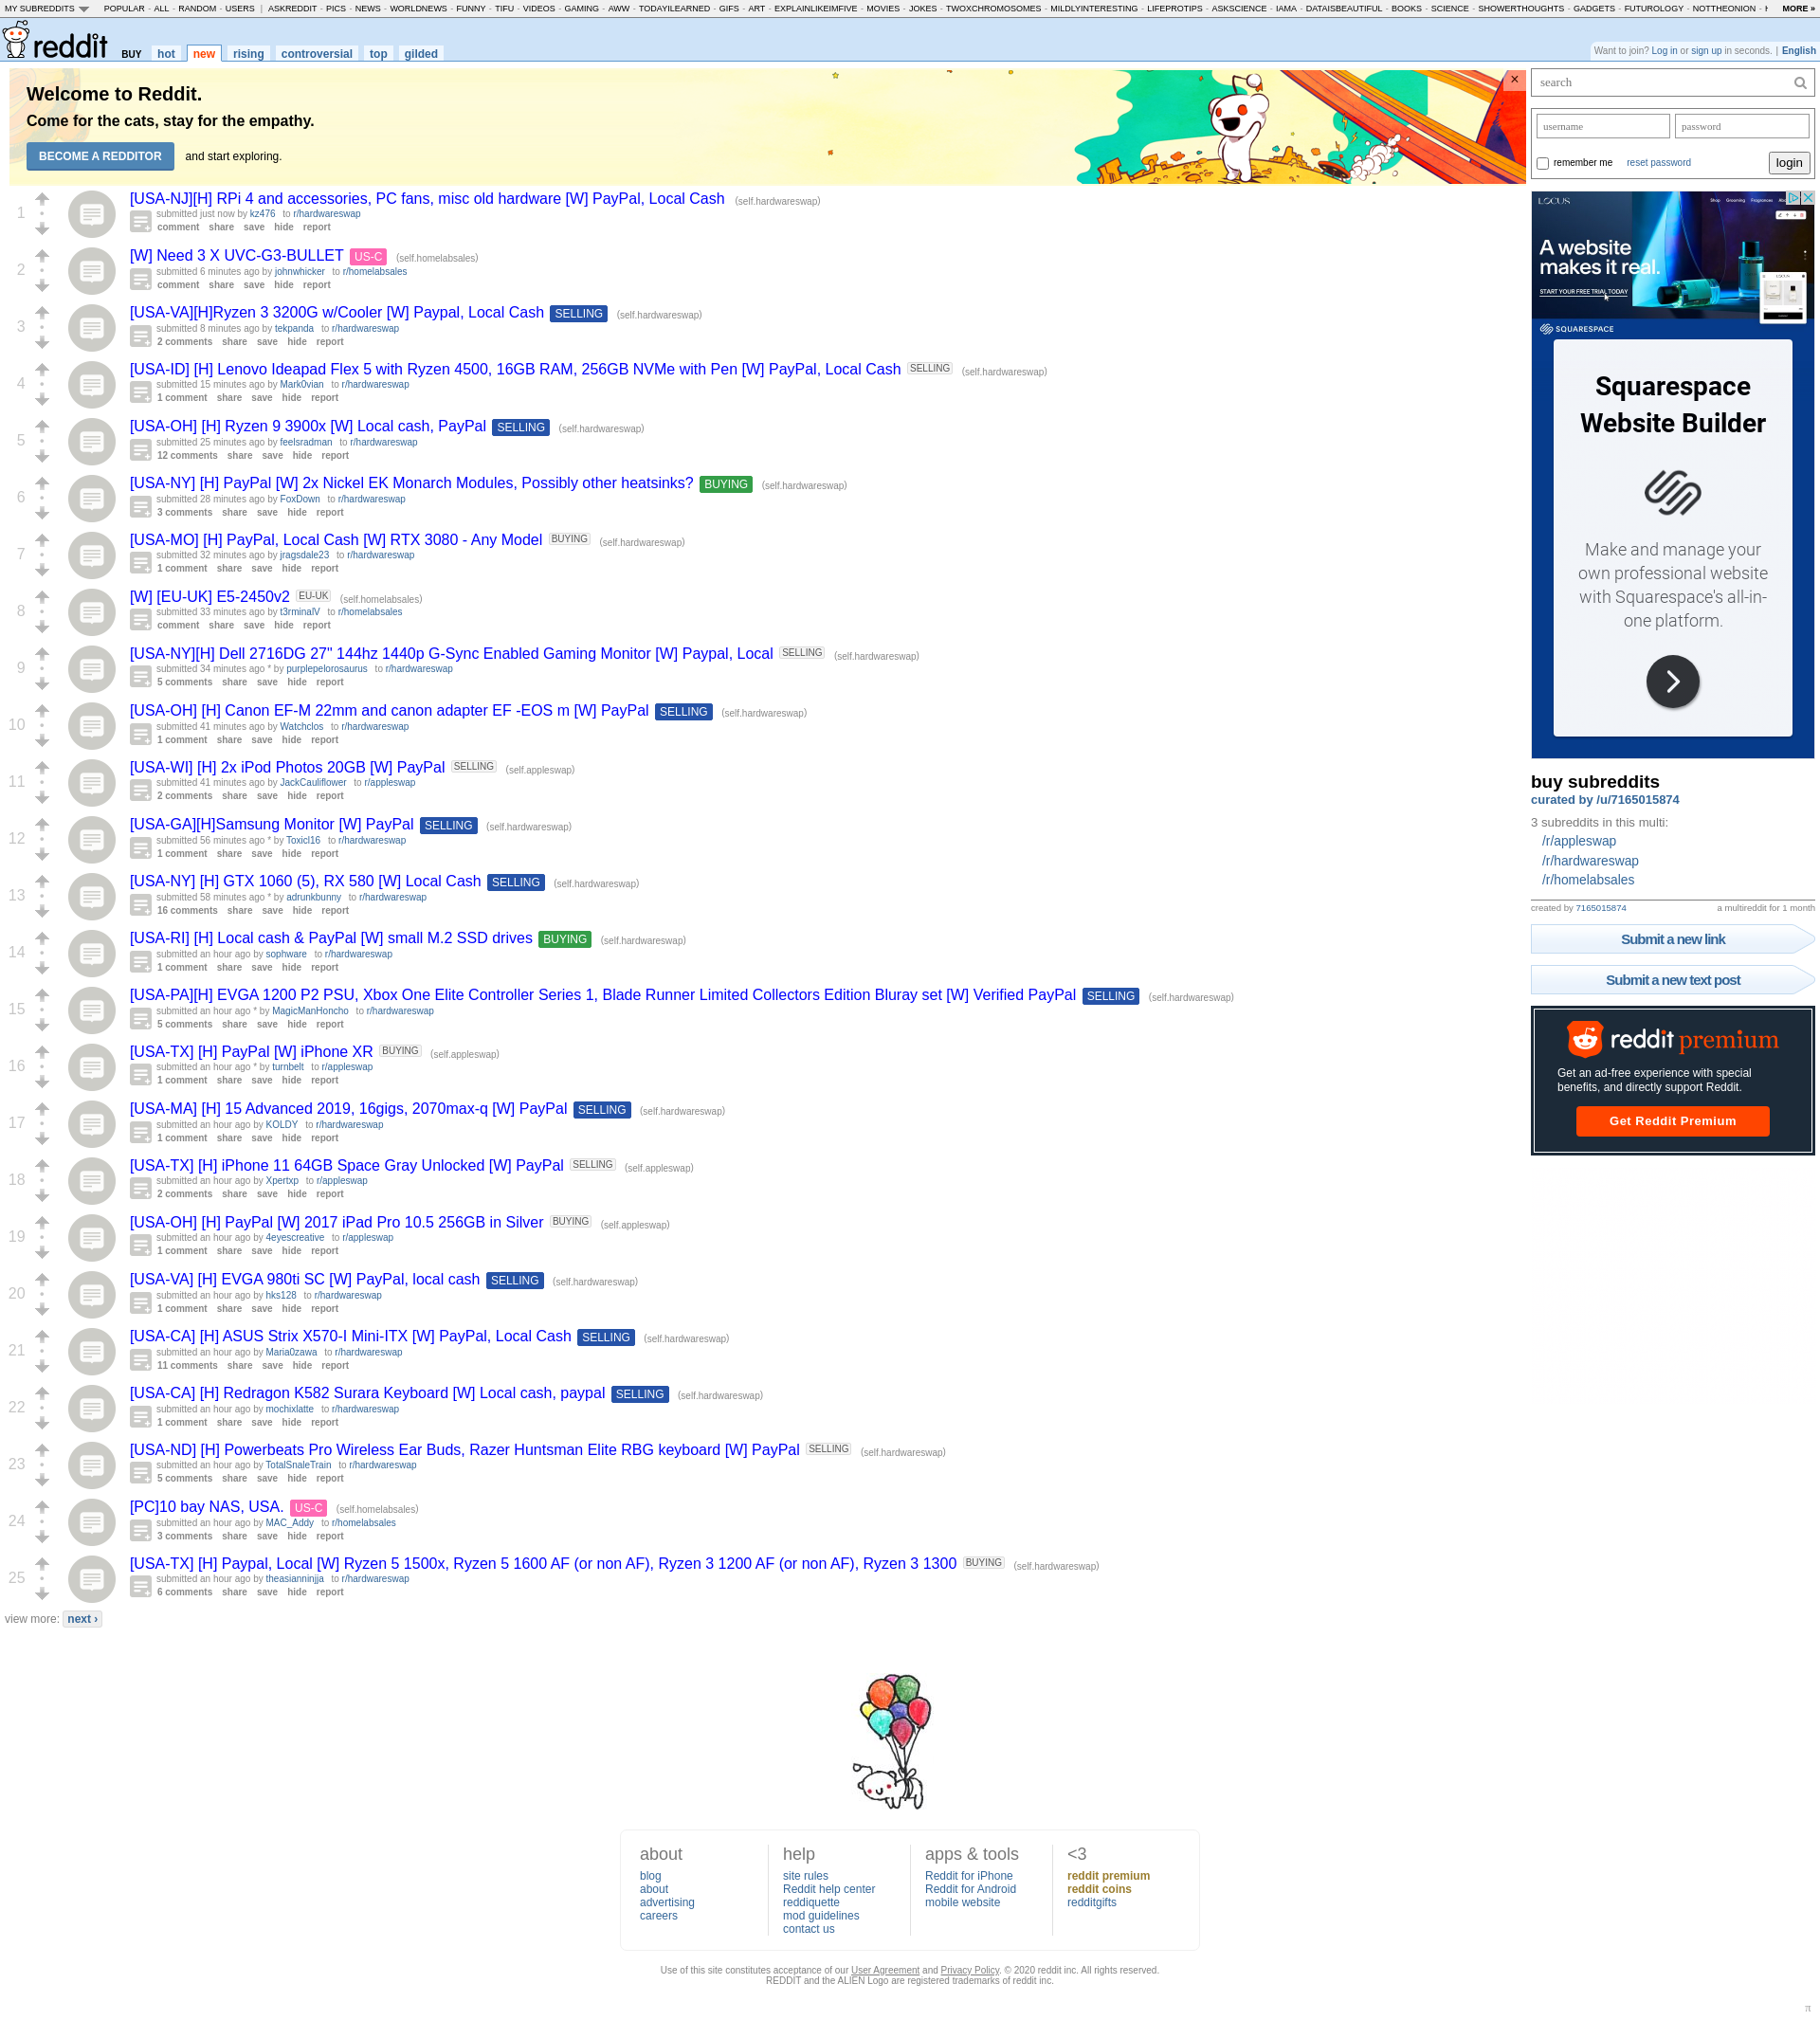 MY SUBREDDITS POPULAR - ALL - RANDOM - USERS | ASKREDDIT - PICS - NEWS - WORLDNEWS - FUNNY - TIFU - VIDEOS - GAMING - AWW - TODAYILEARNED - GIFS - ART - EXPLAINLIKEIMFIVE - MOVIES - JOKES - TWOXCHROMOSOMES - MILDLYINTERESTING - LIFEPROTIPS - ASKSCIENCE - IAMA - DATAISBEAUTIFUL - BOOKS - SCIENCE - SHOWERTHOUGHTS - GADGETS - FUTUROLOGY - NOTTHEONION - MORE »
reddit BUY hot new rising controversial top gilded
Want to join? Log in or sign up in seconds. | English
Welcome to Reddit.
Come for the cats, stay for the empathy.
BECOME A REDDITOR and start exploring.
×
1
[USA-NJ][H] RPi 4 and accessories, PC fans, misc old hardware [W] PayPal, Local Cash (self.hardwareswap)
submitted just now by kz476 to r/hardwareswap
comment share save hide report
2
[W] Need 3 X UVC-G3-BULLET US-C (self.homelabsales)
submitted 6 minutes ago by johnwhicker to r/homelabsales
comment share save hide report
3
[USA-VA][H]Ryzen 3 3200G w/Cooler [W] Paypal, Local Cash SELLING (self.hardwareswap)
submitted 8 minutes ago by tekpanda to r/hardwareswap
2 comments share save hide report
4
[USA-ID] [H] Lenovo Ideapad Flex 5 with Ryzen 4500, 16GB RAM, 256GB NVMe with Pen [W] PayPal, Local Cash SELLING (self.hardwareswap)
submitted 15 minutes ago by Mark0vian to r/hardwareswap
1 comment share save hide report
5
[USA-OH] [H] Ryzen 9 3900x [W] Local cash, PayPal SELLING (self.hardwareswap)
submitted 25 minutes ago by feelsradman to r/hardwareswap
12 comments share save hide report
6
[USA-NY] [H] PayPal [W] 2x Nickel EK Monarch Modules, Possibly other heatsinks? BUYING (self.hardwareswap)
submitted 28 minutes ago by FoxDown to r/hardwareswap
3 comments share save hide report
7
[USA-MO] [H] PayPal, Local Cash [W] RTX 3080 - Any Model BUYING (self.hardwareswap)
submitted 32 minutes ago by jragsdale23 to r/hardwareswap
1 comment share save hide report
8
[W] [EU-UK] E5-2450v2 EU-UK (self.homelabsales)
submitted 33 minutes ago by t3rminalV to r/homelabsales
comment share save hide report
9
[USA-NY][H] Dell 2716DG 27" 144hz 1440p G-Sync Enabled Gaming Monitor [W] Paypal, Local SELLING (self.hardwareswap)
submitted 34 minutes ago * by purplepelorosaurus to r/hardwareswap
5 comments share save hide report
10
[USA-OH] [H] Canon EF-M 22mm and canon adapter EF -EOS m [W] PayPal SELLING (self.hardwareswap)
submitted 41 minutes ago by Watchclos to r/hardwareswap
1 comment share save hide report
11
[USA-WI] [H] 2x iPod Photos 20GB [W] PayPal SELLING (self.appleswap)
submitted 41 minutes ago by JackCauliflower to r/appleswap
2 comments share save hide report
12
[USA-GA][H]Samsung Monitor [W] PayPal SELLING (self.hardwareswap)
submitted 56 minutes ago * by Toxicl16 to r/hardwareswap
1 comment share save hide report
13
[USA-NY] [H] GTX 1060 (5), RX 580 [W] Local Cash SELLING (self.hardwareswap)
submitted 58 minutes ago * by adrunkbunny to r/hardwareswap
16 comments share save hide report
14
[USA-RI] [H] Local cash & PayPal [W] small M.2 SSD drives BUYING (self.hardwareswap)
submitted an hour ago by sophware to r/hardwareswap
1 comment share save hide report
15
[USA-PA][H] EVGA 1200 P2 PSU, Xbox One Elite Controller Series 1, Blade Runner Limited Collectors Edition Bluray set [W] Verified PayPal SELLING (self.hardwareswap)
submitted an hour ago * by MagicManHoncho to r/hardwareswap
5 comments share save hide report
16
[USA-TX] [H] PayPal [W] iPhone XR BUYING (self.appleswap)
submitted an hour ago * by turnbelt to r/appleswap
1 comment share save hide report
17
[USA-MA] [H] 15 Advanced 2019, 16gigs, 2070max-q [W] PayPal SELLING (self.hardwareswap)
submitted an hour ago by KOLDY to r/hardwareswap
1 comment share save hide report
18
[USA-TX] [H] iPhone 11 64GB Space Gray Unlocked [W] PayPal SELLING (self.appleswap)
submitted an hour ago by Xpertxp to r/appleswap
2 comments share save hide report
19
[USA-OH] [H] PayPal [W] 2017 iPad Pro 10.5 256GB in Silver BUYING (self.appleswap)
submitted an hour ago by 4eyescreative to r/appleswap
1 comment share save hide report
20
[USA-VA] [H] EVGA 980ti SC [W] PayPal, local cash SELLING (self.hardwareswap)
submitted an hour ago by hks128 to r/hardwareswap
1 comment share save hide report
21
[USA-CA] [H] ASUS Strix X570-I Mini-ITX [W] PayPal, Local Cash SELLING (self.hardwareswap)
submitted an hour ago by Maria0zawa to r/hardwareswap
11 comments share save hide report
22
[USA-CA] [H] Redragon K582 Surara Keyboard [W] Local cash, paypal SELLING (self.hardwareswap)
submitted an hour ago by mochixlatte to r/hardwareswap
1 comment share save hide report
23
[USA-ND] [H] Powerbeats Pro Wireless Ear Buds, Razer Huntsman Elite RBG keyboard [W] PayPal SELLING (self.hardwareswap)
submitted an hour ago by TotalSnaleTrain to r/hardwareswap
5 comments share save hide report
24
[PC]10 bay NAS, USA. US-C (self.homelabsales)
submitted an hour ago by MAC_Addy to r/homelabsales
3 comments share save hide report
25
[USA-TX] [H] Paypal, Local [W] Ryzen 5 1500x, Ryzen 5 1600 AF (or non AF), Ryzen 3 1200 AF (or non AF), Ryzen 3 1300 BUYING (self.hardwareswap)
submitted an hour ago by theasianninjja to r/hardwareswap
6 comments share save hide report
view more: next ›
search
username password
remember me reset password login
LOCUS
Shop Grooming Fragrances
A website
makes it real.
START YOUR FREE TRIAL TODAY
SQUARESPACE
Squarespace
Website Builder
Make and manage your
own professional website
with Squarespace's all-in-
one platform.
buy subreddits
curated by /u/7165015874
3 subreddits in this multi:
/r/appleswap
/r/hardwareswap
/r/homelabsales
created by 7165015874 a multireddit for 1 month
Submit a new link
Submit a new text post
reddit premium
Get an ad-free experience with special
benefits, and directly support Reddit.
Get Reddit Premium
about
blog
about
advertising
careers
help
site rules
Reddit help center
reddiquette
mod guidelines
contact us
apps & tools
Reddit for iPhone
Reddit for Android
mobile website
<3
reddit premium
reddit coins
redditgifts
Use of this site constitutes acceptance of our User Agreement and Privacy Policy. © 2020 reddit inc. All rights reserved.
REDDIT and the ALIEN Logo are registered trademarks of reddit inc.
π